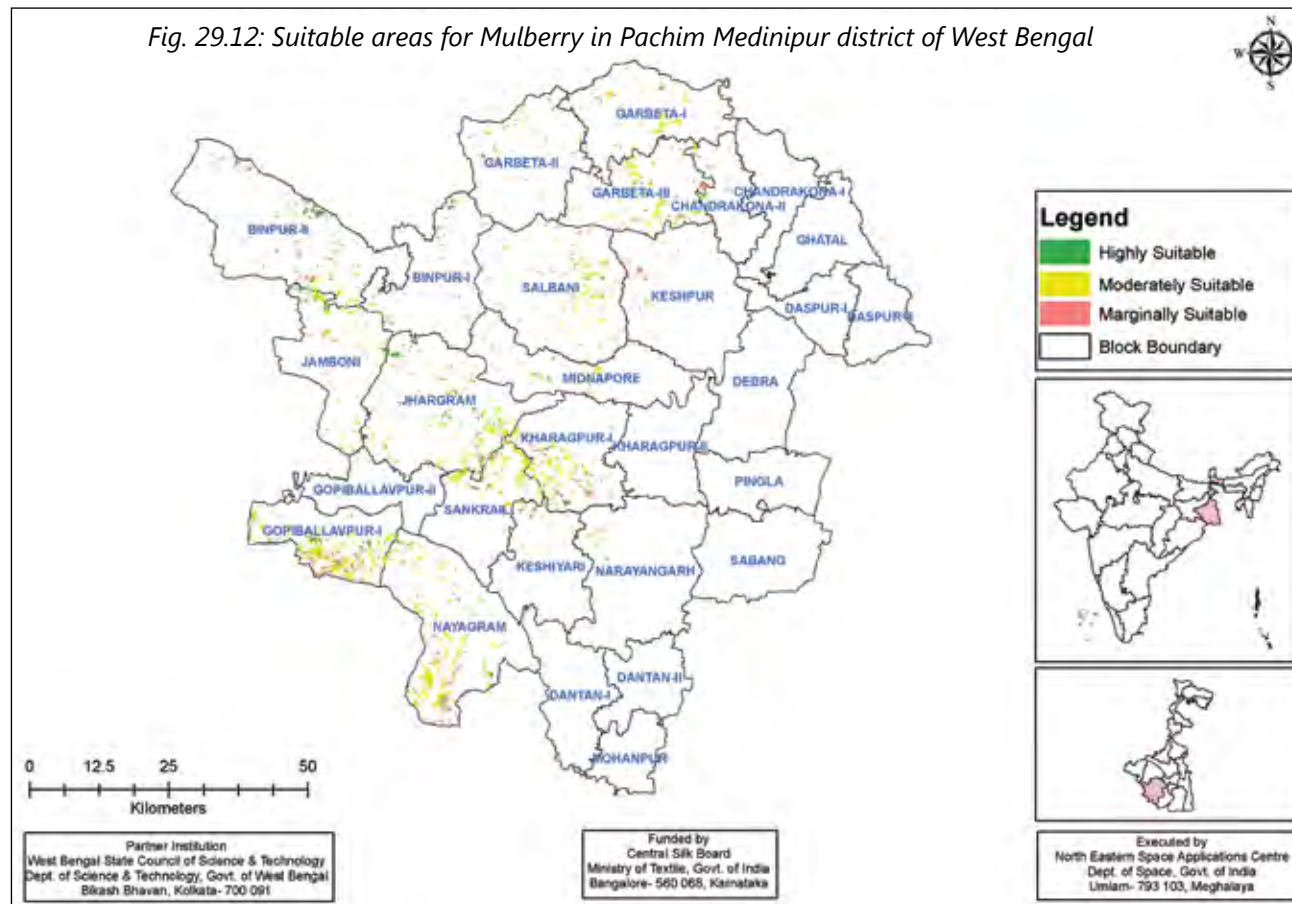 Fig. 29.12: Suitable areas for Mulberry in Pachim Medinipur district of West Bengal
N
W
E
S
GARBETA-I
GARBETA-II
GARBETA-III
CHANDRAKONA-I
CHANDRAKONA-II
GHATAL
BINPUR-II
BINPUR-I
SALBANI
KESHPUR
DASPUR-I
DASPUR-II
JAMBONI
MIDNAPORE
DEBRA
JHARGRAM
KHARAGPUR-I
KHARAGPUR-II
PINGLA
GOPIBALLAVPUR-II
SANKRAIL
GOPIBALLAVPUR-I
KESHIYARI
NARAYANGARH
SABANG
NAYAGRAM
DANTAN-II
DANTAN-I
MOHANPUR
Legend
Highly Suitable
Moderately Suitable
Marginally Suitable
Block Boundary
0 12.5 25 50
Kilometers
Partner Institution
West Bengal State Council of Science & Technology
Dept. of Science & Technology, Govt. of West Bengal
Bikash Bhavan, Kolkata- 700 091
Funded by
Central Silk Board
Ministry of Textile, Govt. of India
Bangalore- 560 068, Karnataka
Executed by
North Eastern Space Applications Centre
Dept. of Space, Govt. of India
Umiam- 793 103, Meghalaya